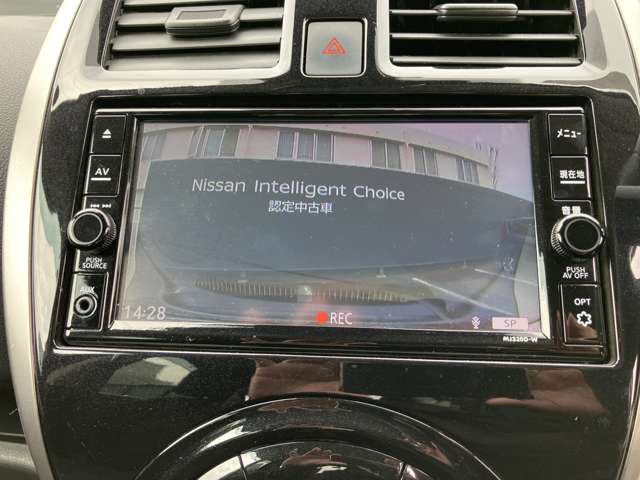 AV
PUSH
SOURCE
AUX
Nissan Intelligent Choice
認定中古車
14:28
REC
SP
メニュー
現在地
音量
PUSH
AV OFF
OPT